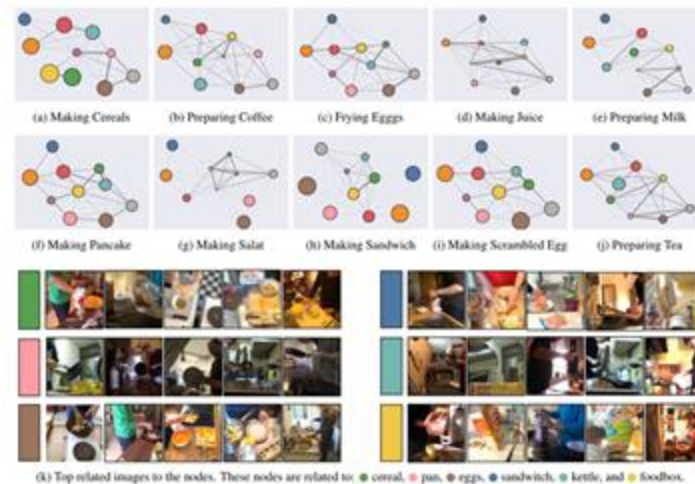 (a) Making Cereals (b) Preparing Coffee (c) Frying Egggs (d) Making Juice (e) Preparing Milk
(f) Making Pancake (g) Making Salat (h) Making Sandwich (i) Making Scrambled Egg (j) Preparing Tea
(k) Top related images to the nodes. These nodes are related to: cereal, pan, eggs, sandwich, kettle, and foodbox.